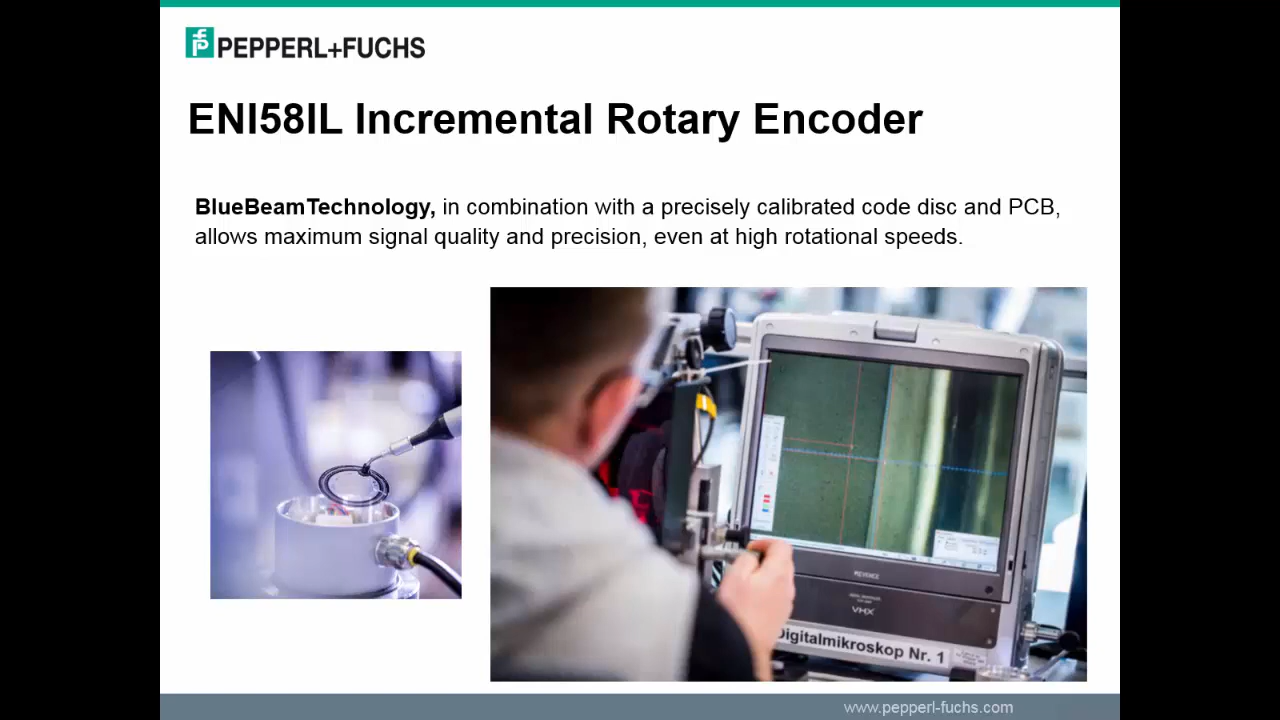 PEPPERL+FUCHS
ENI58IL Incremental Rotary Encoder
BlueBeamTechnology, in combination with a precisely calibrated code disc and PCB,
allows maximum signal quality and precision, even at high rotational speeds.
KEYENCE
VHX
Digitalmikroskop Nr. 1
www.pepperl-fuchs.com